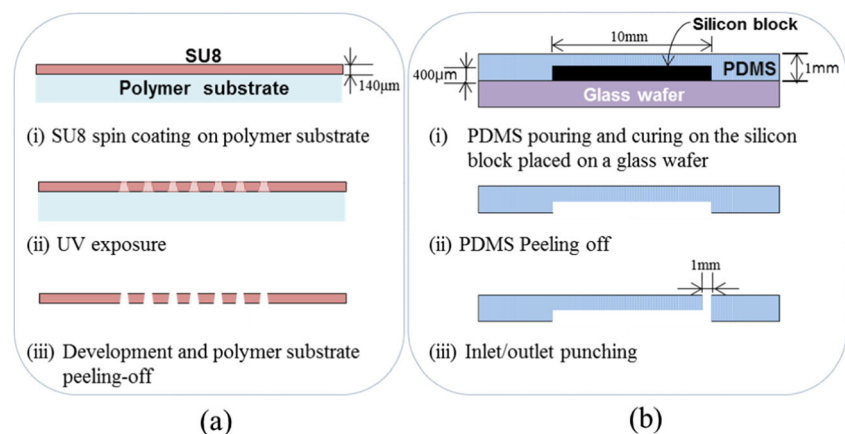 SU8
140μm
Polymer substrate
(i) SU8 spin coating on polymer substrate
(ii) UV exposure
(iii) Development and polymer substrate
peeling-off
(a)
Silicon block
10mm
400μm
PDMS
1mm
Glass wafer
(i) PDMS pouring and curing on the silicon
block placed on a glass wafer
(ii) PDMS Peeling off
1mm
(iii) Inlet/outlet punching
(b)